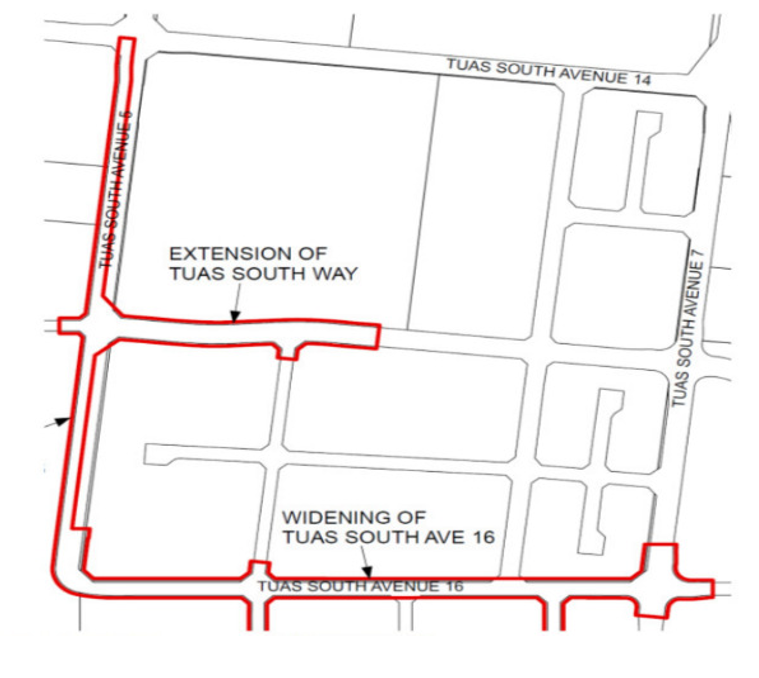 TUAS SOUTH AVENUE 14
TUAS SOUTH AVENUE 5
EXTENSION OF
TUAS SOUTH WAY
TUAS SOUTH AVENUE 7
WIDENING OF
TUAS SOUTH AVE 16
TUAS SOUTH AVENUE 16